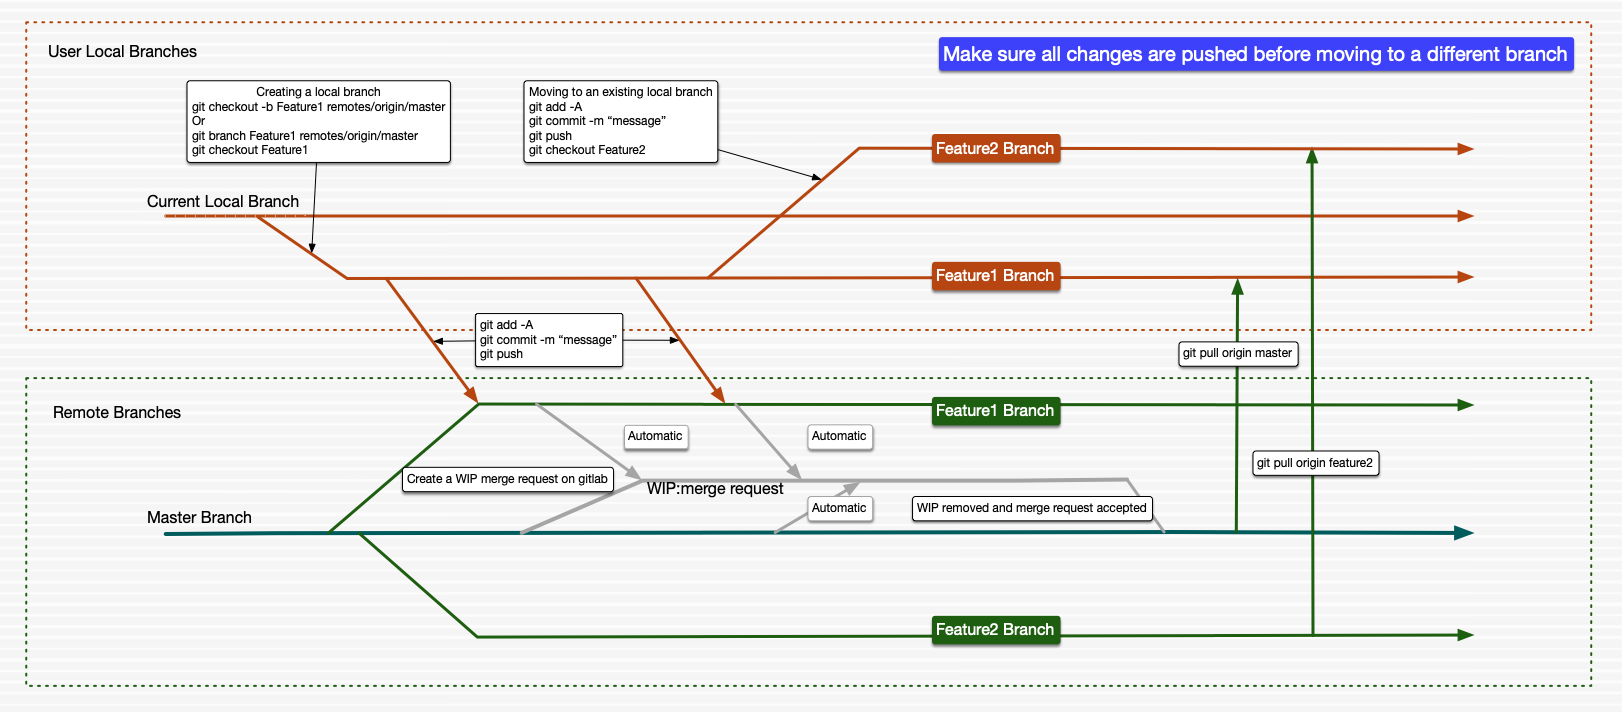 User Local Branches
Make sure all changes are pushed before moving to a different branch
Creating a local branch
git checkout -b Feature1 remotes/origin/master
Or
git branch Feature1 remotes/origin/master
git checkout Feature1
Moving to an existing local branch
git add -A
git commit -m “message”
git push
git checkout Feature2
Feature2 Branch
Current Local Branch
Feature1 Branch
git add -A
git commit -m “message”
git push
git pull origin master
Remote Branches
Feature1 Branch
Automatic
Automatic
git pull origin feature2
Create a WIP merge request on gitlab
WIP:merge request
Automatic
WIP removed and merge request accepted
Master Branch
Feature2 Branch